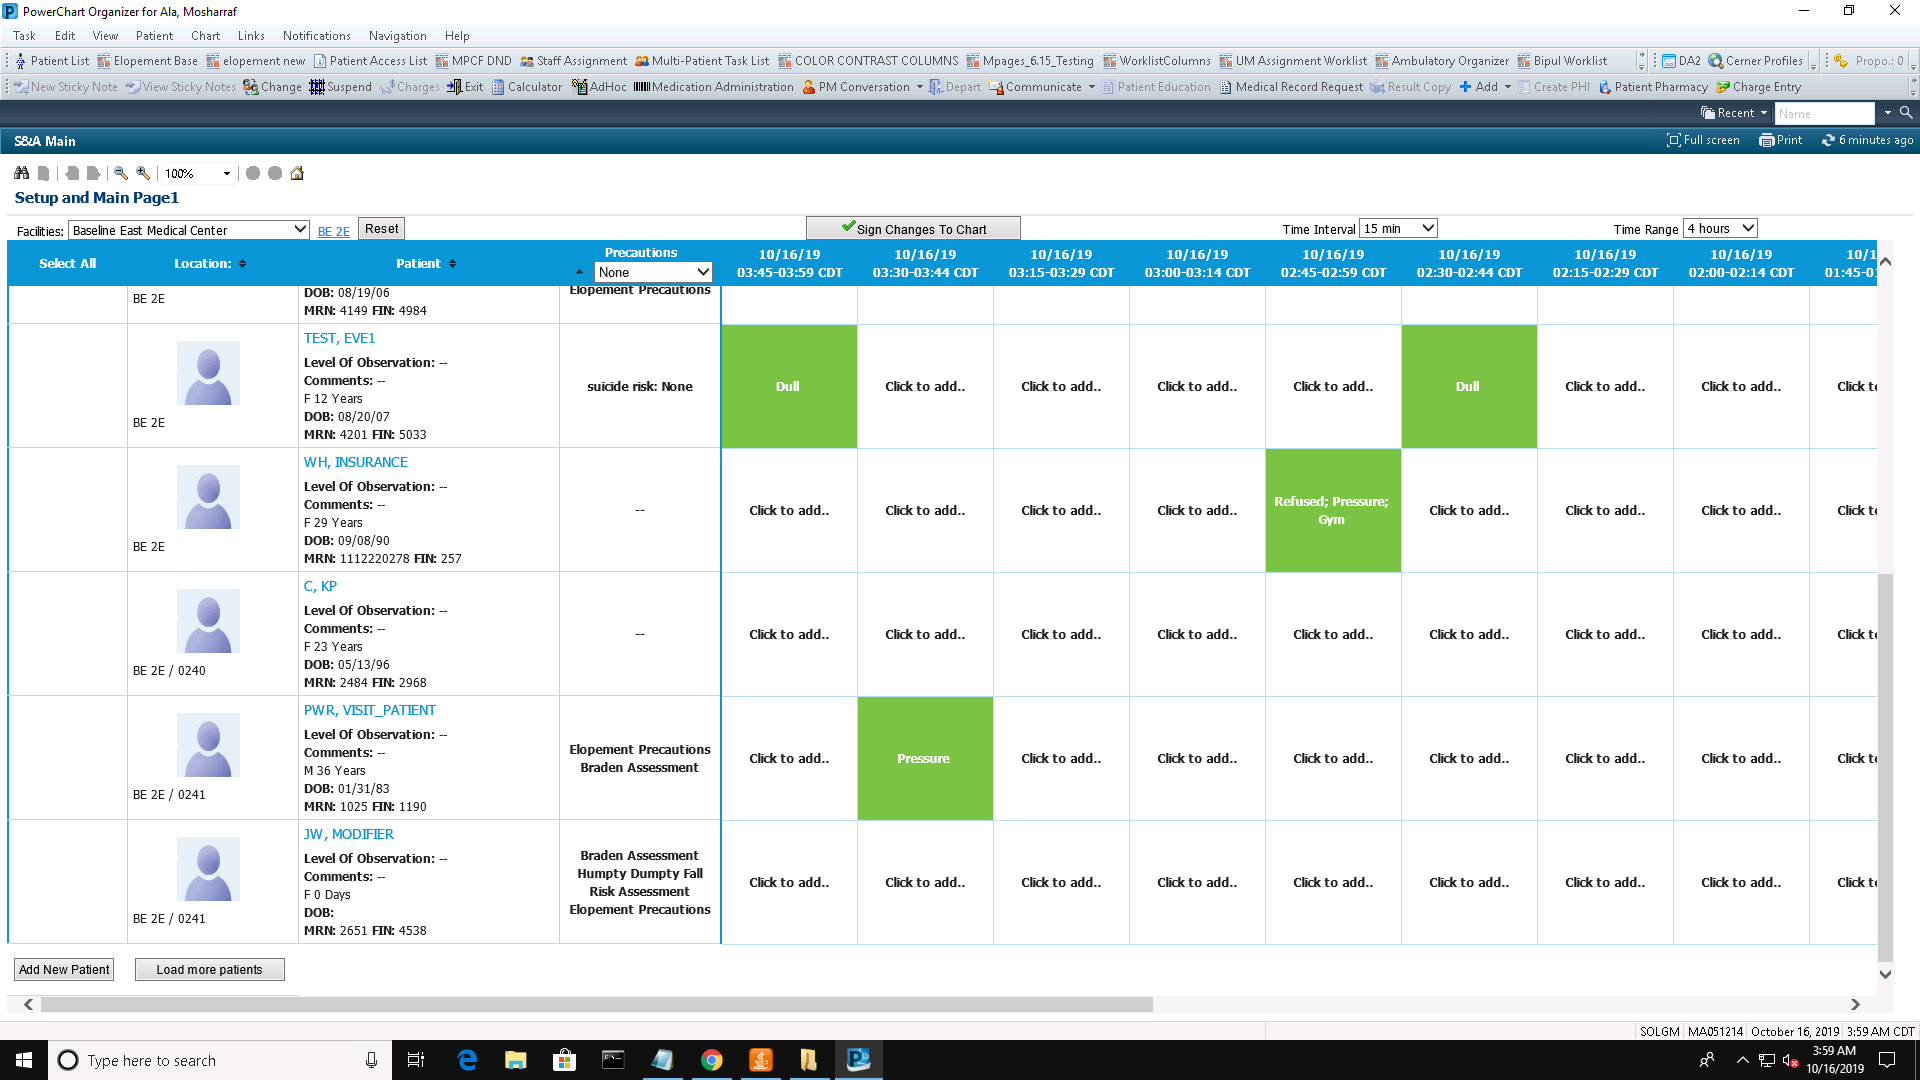 PowerChart Organizer for Ala, Mosharraf
Task Edit View Patient Chart Links Notifications Navigation Help
Patient List Elopement Base elopement new Patient Access List MPCF DND Staff Assignment Multi-Patient Task List COLOR CONTRAST COLUMNS Mpages_6.15_Testing WorklistColumns UM Assignment Worklist Ambulatory Organizer Bipul Worklist DA2 Cerner Profiles Propo.: 0
New Sticky Note View Sticky Notes Change Suspend Charges Exit Calculator AdHoc Medication Administration PM Conversation Depart Communicate Patient Education Medical Record Request Result Copy Add Create PHI Patient Pharmacy Charge Entry
Recent Name
S&A Main Full screen Print 6 minutes ago
100%
Setup and Main Page1
Facilities: Baseline East Medical Center BE 2E Reset Sign Changes To Chart Time Interval 15 min Time Range 4 hours
Select All Location: Patient Precautions None
10/16/19 03:45-03:59 CDT
10/16/19 03:30-03:44 CDT
10/16/19 03:15-03:29 CDT
10/16/19 03:00-03:14 CDT
10/16/19 02:45-02:59 CDT
10/16/19 02:30-02:44 CDT
10/16/19 02:15-02:29 CDT
10/16/19 02:00-02:14 CDT
10/1 01:45-0
BE 2E
DOB: 08/19/06
MRN: 4149 FIN: 4984
Elopement Precautions
BE 2E
TEST, EVE1
Level Of Observation: --
Comments: --
F 12 Years
DOB: 08/20/07
MRN: 4201 FIN: 5033
suicide risk: None
Dull Click to add.. Click to add.. Click to add.. Click to add.. Dull Click to add.. Click to add.. Click t
BE 2E
WH, INSURANCE
Level Of Observation: --
Comments: --
F 29 Years
DOB: 09/08/90
MRN: 1112220278 FIN: 257
--
Click to add.. Click to add.. Click to add.. Click to add.. Refused; Pressure; Gym Click to add.. Click to add.. Click to add.. Click t
BE 2E / 0240
C, KP
Level Of Observation: --
Comments: --
F 23 Years
DOB: 05/13/96
MRN: 2484 FIN: 2968
--
Click to add.. Click to add.. Click to add.. Click to add.. Click to add.. Click to add.. Click to add.. Click to add.. Click t
BE 2E / 0241
PWR, VISIT_PATIENT
Level Of Observation: --
Comments: --
M 36 Years
DOB: 01/31/83
MRN: 1025 FIN: 1190
Elopement Precautions
Braden Assessment
Click to add.. Pressure Click to add.. Click to add.. Click to add.. Click to add.. Click to add.. Click to add.. Click t
BE 2E / 0241
JW, MODIFIER
Level Of Observation: --
Comments: --
F 0 Days
DOB:
MRN: 2651 FIN: 4538
Braden Assessment
Humpty Dumpty Fall
Risk Assessment
Elopement Precautions
Click to add.. Click to add.. Click to add.. Click to add.. Click to add.. Click to add.. Click to add.. Click to add.. Click t
Add New Patient Load more patients
SOLGM MA051214 October 16, 2019 3:59 AM CDT
Type here to search
3:59 AM
10/16/2019